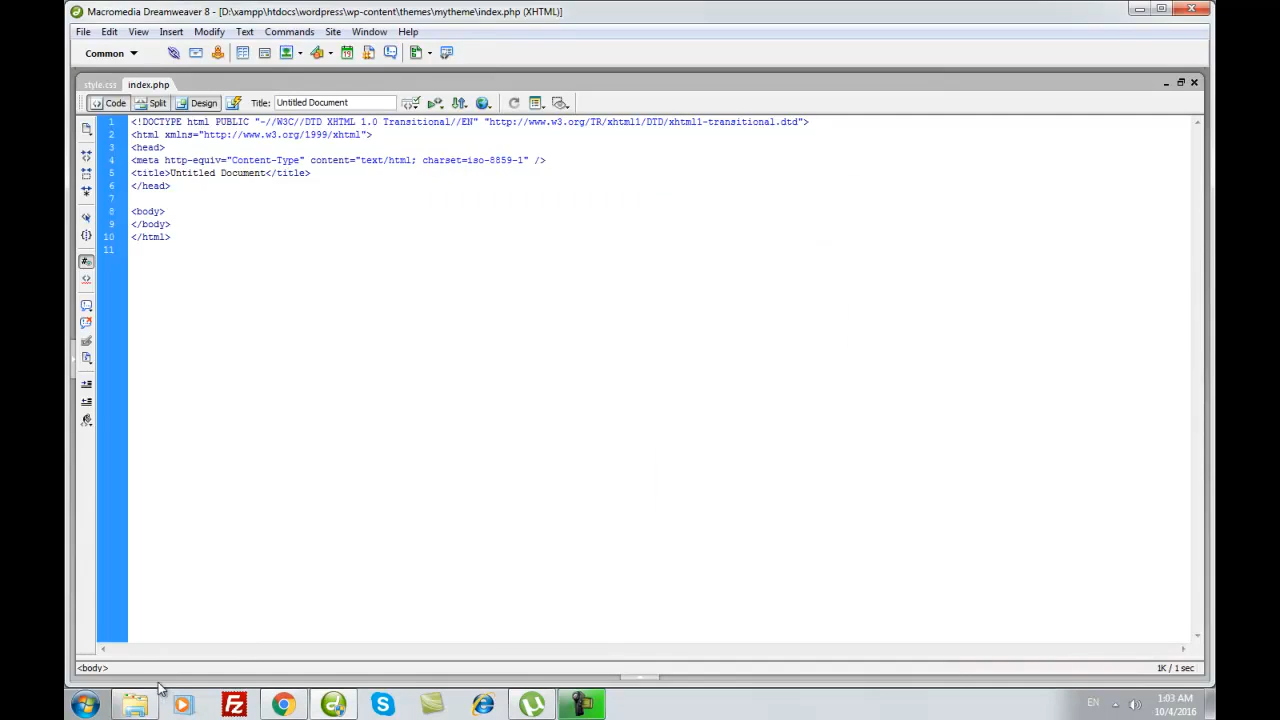 Macromedia Dreamweaver 8 - [D:\xampp\htdocs\wordpress\wp-content\themes\mytheme\index.php (XHTML)]
File Edit View Insert Modify Text Commands Site Window Help
Common
style.css index.php
Code Split Design Title: Untitled Document
1 <!DOCTYPE html PUBLIC "-//W3C//DTD XHTML 1.0 Transitional//EN" "http://www.w3.org/TR/xhtml1/DTD/xhtml1-transitional.dtd">
2 <html xmlns="http://www.w3.org/1999/xhtml">
3 <head>
4 <meta http-equiv="Content-Type" content="text/html; charset=iso-8859-1" />
5 <title>Untitled Document</title>
6 </head>
7
8 <body>
9 </body>
10 </html>
11
<body> 1K / 1 sec
EN 1:03 AM
10/4/2016